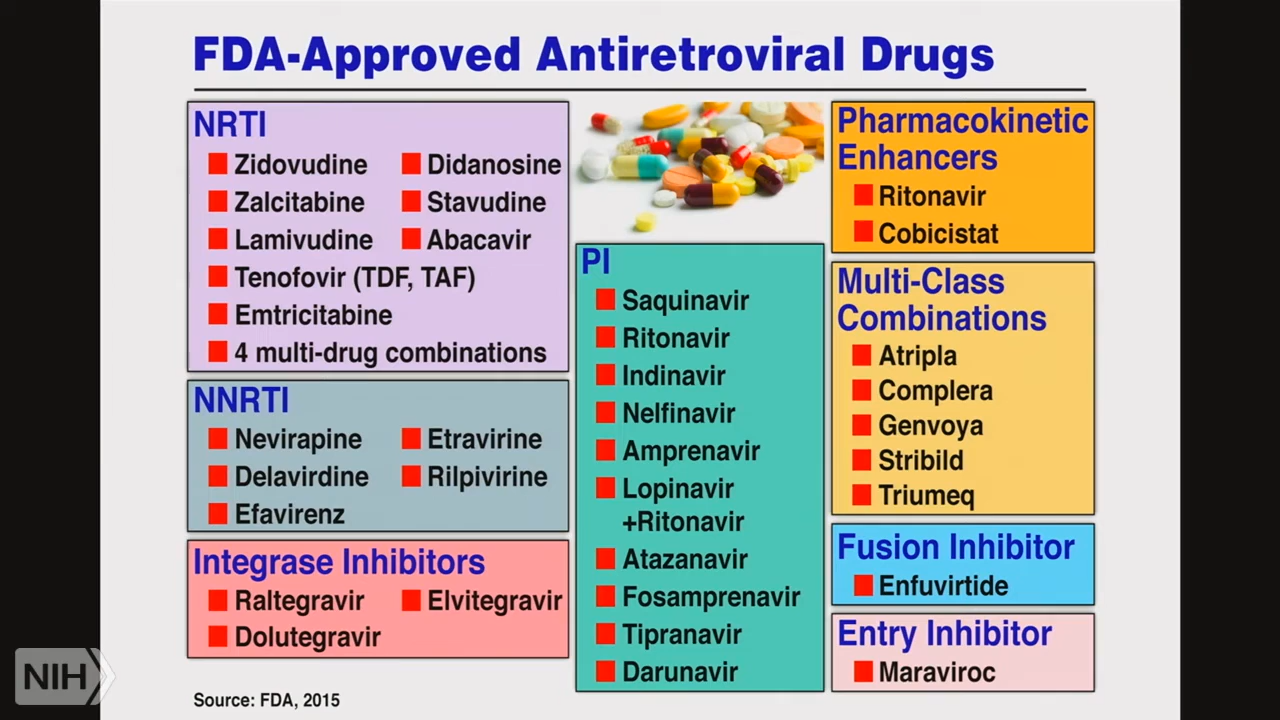 FDA-Approved Antiretroviral Drugs
NRTI
Zidovudine
Didanosine
Zalcitabine
Stavudine
Lamivudine
Abacavir
Tenofovir (TDF, TAF)
Emtricitabine
4 multi-drug combinations
NNRTI
Nevirapine
Etravirine
Delavirdine
Rilpivirine
Efavirenz
Integrase Inhibitors
Raltegravir
Elvitegravir
Dolutegravir
PI
Saquinavir
Ritonavir
Indinavir
Nelfinavir
Amprenavir
Lopinavir
+Ritonavir
Atazanavir
Fosamprenavir
Tipranavir
Darunavir
Pharmacokinetic
Enhancers
Ritonavir
Cobicistat
Multi-Class
Combinations
Atripla
Complera
Genvoya
Stribild
Triumeq
Fusion Inhibitor
Enfuvirtide
Entry Inhibitor
Maraviroc
NIH
Source: FDA, 2015